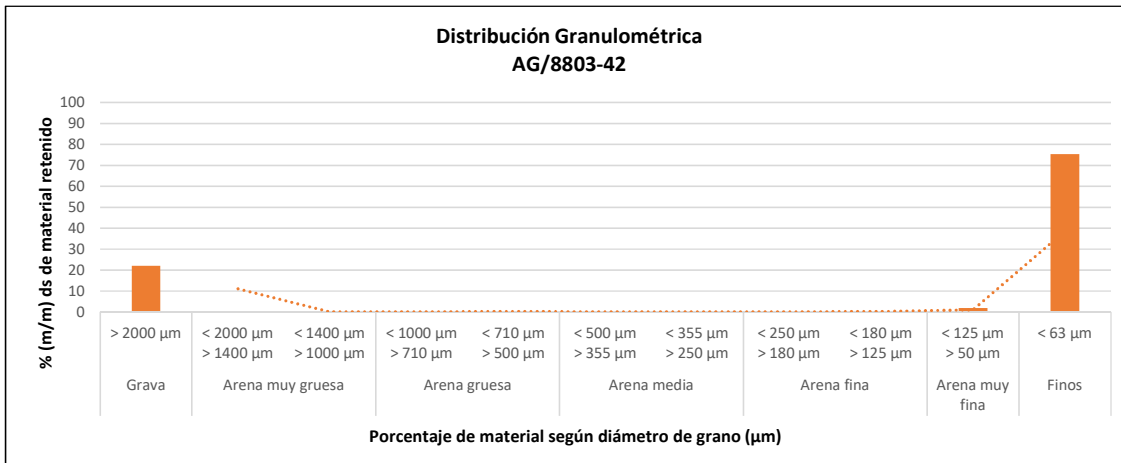 Distribución Granulométrica
AG/8803-42
% (m/m) ds de material retenido
100
90
80
70
60
50
40
30
20
10
0
> 2000 µm < 2000 µm < 1400 µm < 1000 µm < 710 µm < 500 µm < 355 µm < 250 µm < 180 µm < 125 µm < 63 µm
> 1400 µm > 1000 µm > 710 µm > 500 µm > 355 µm > 250 µm > 180 µm > 125 µm > 50 µm
Grava Arena muy gruesa Arena gruesa Arena media Arena fina Arena muy Finos
fina
Porcentaje de material según diámetro de grano (µm)